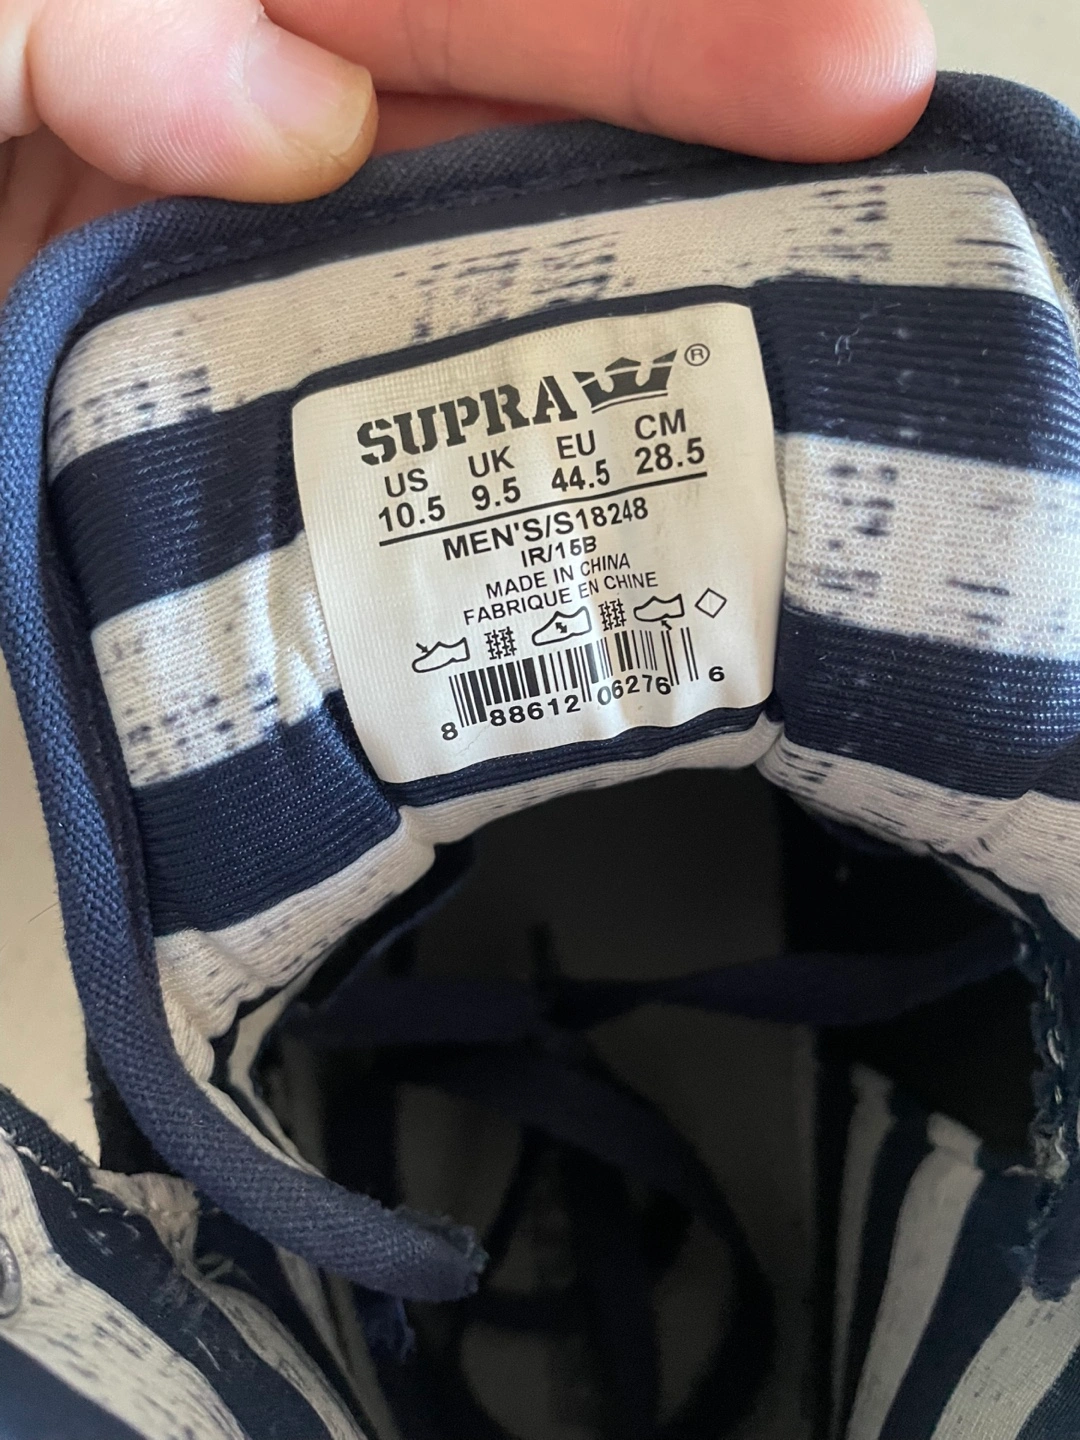 SUPRA ®
US UK EU CM
10.5 9.5 44.5 28.5
MEN'S/S18248
IR/15B
MADE IN CHINA
FABRIQUE EN CHINE
8 88612 06276 6